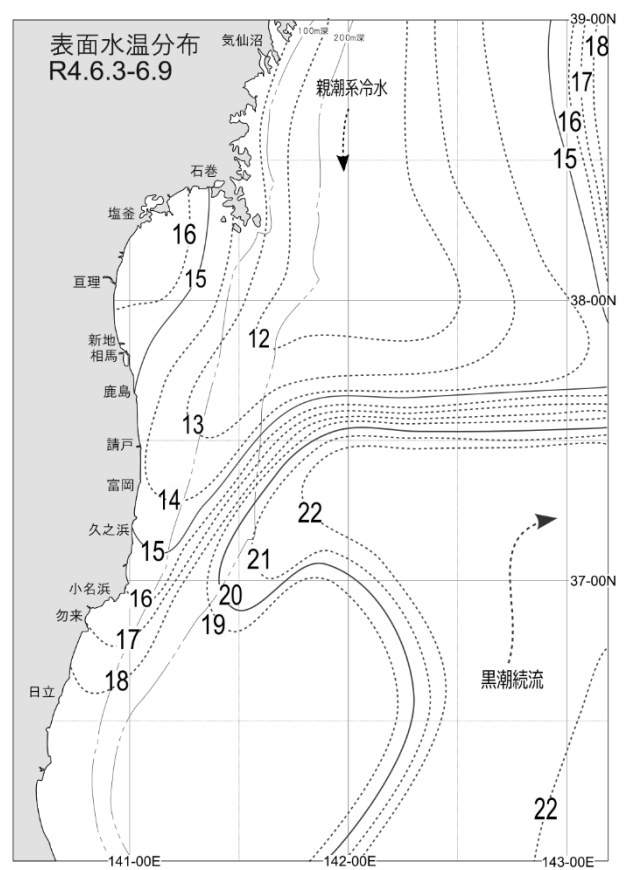 表面水温分布
R4.6.3-6.9
気仙沼
100m深
200m深
39-00N
18
17
16
15
親潮系冷水
石巻
塩釜
16
15
亘理
38-00N
新地
相馬
12
鹿島
13
請戸
富岡
14
22
久之浜
15
21
37-00N
小名浜
16
20
勿来
19
17
18
日立
黒潮続流
22
141-00E
142-00E
143-00E